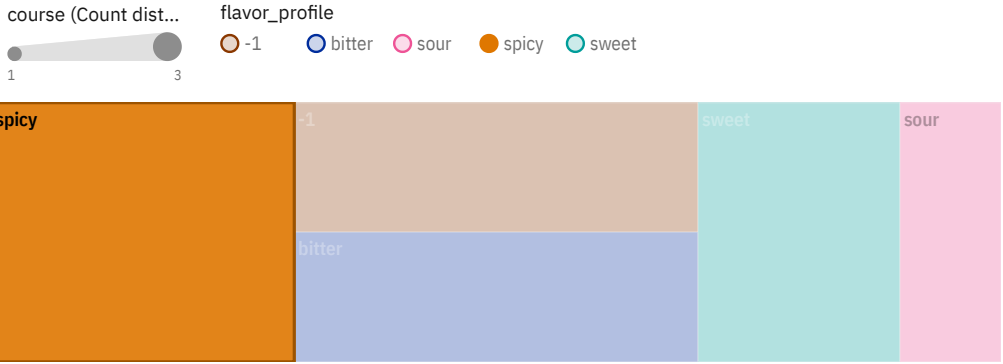 course (Count dist...
1
3
flavor_profile
-1
bitter
sour
spicy
sweet
spicy
-1
sweet
sour
bitter